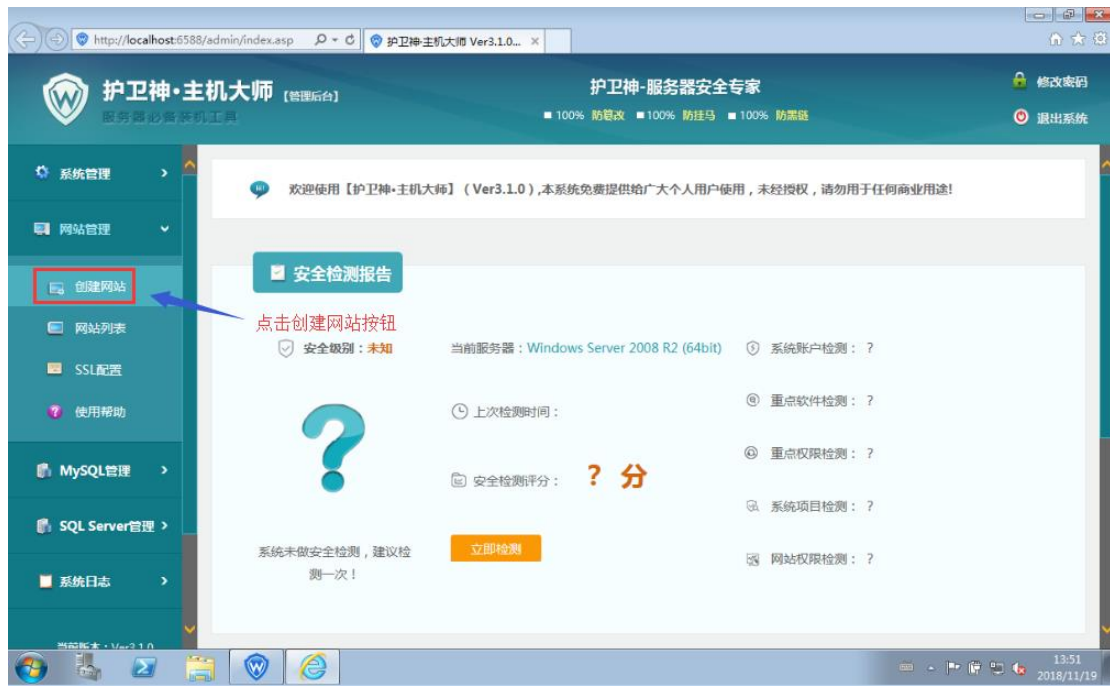 http://localhost:6588/admin/index.asp
护卫神·主机大师 Ver3.1.0...
护卫神·主机大师 [管理后台]
服务器必备装机工具
护卫神-服务器安全专家
100% 防篡改 100% 防挂马 100% 防黑链
修改密码
退出系统
系统管理
网站管理
创建网站
网站列表
SSL配置
使用帮助
MySQL管理
SQL Server管理
系统日志
当前版本:Ver3.1.0
欢迎使用【护卫神·主机大师】(Ver3.1.0),本系统免费提供给广大个人用户使用,未经授权,请勿用于任何商业用途!
安全检测报告
点击创建网站按钮
安全级别:未知
当前服务器:Windows Server 2008 R2 (64bit)
系统账户检测: ?
上次检测时间:
重点软件检测: ?
重点权限检测: ?
安全检测评分: ? 分
系统项目检测: ?
系统未做安全检测,建议检
测一次!
立即检测
网站权限检测: ?
13:51
2018/11/19